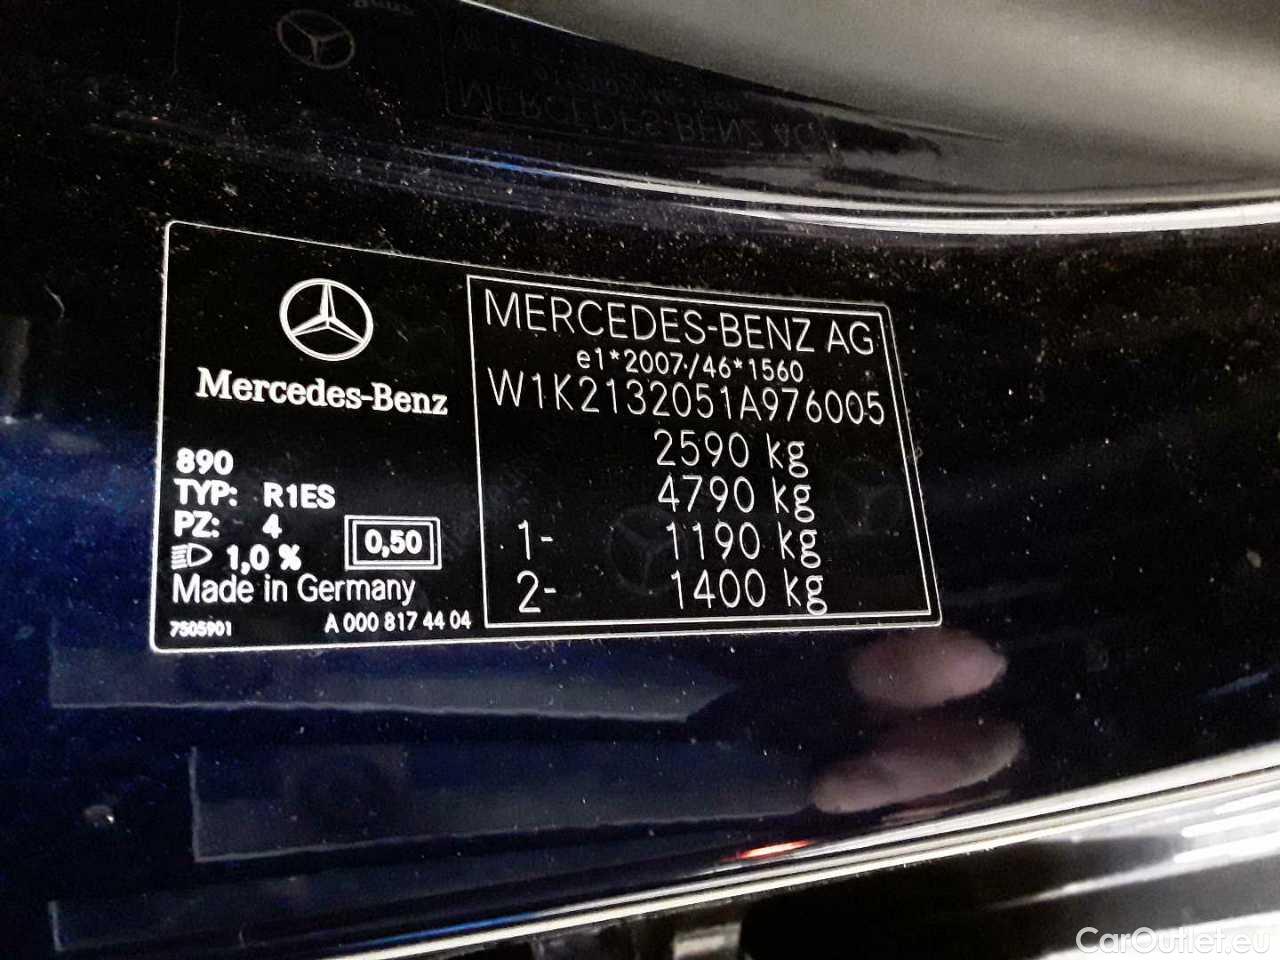 Mercedes-Benz
890
TYP: R1ES
PZ: 4
1,0 %
0,50
Made in Germany
7505901
A 000 817 44 04
MERCEDES-BENZ AG
e1*2007/46*1560
W1K2132051A976005
2590 kg
4790 kg
1- 1190 kg
2- 1400 kg
MERCEDES-BENZ AG
CarOutlet.eu